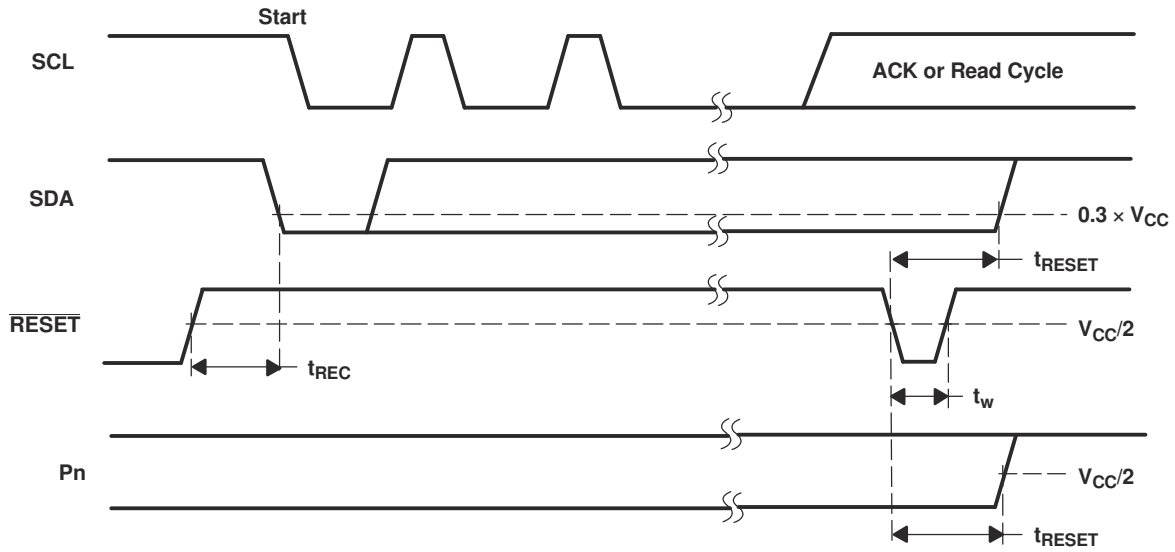 Start
SCL
ACK or Read Cycle
SDA
0.3 × VCC
tRESET
RESET
VCC/2
tREC
tw
Pn
VCC/2
tRESET